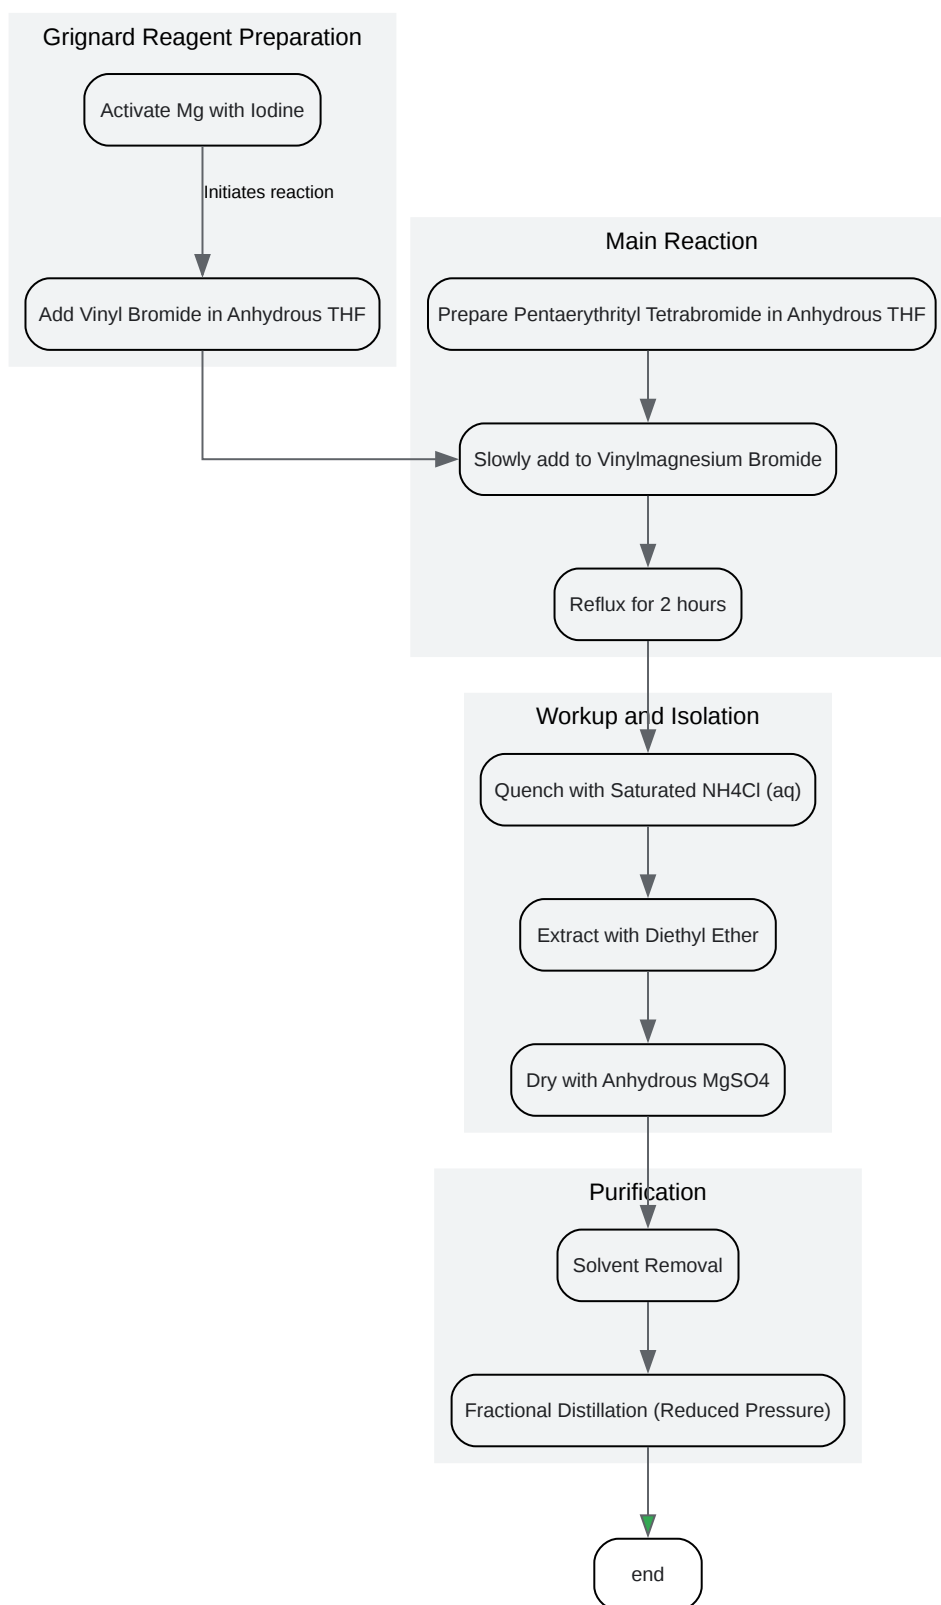 Grignard Reagent Preparation
Activate Mg with Iodine
Initiates reaction
Add Vinyl Bromide in Anhydrous THF
Main Reaction
Prepare Pentaerythrityl Tetrabromide in Anhydrous THF
Slowly add to Vinylmagnesium Bromide
Reflux for 2 hours
Workup and Isolation
Quench with Saturated NH4Cl (aq)
Extract with Diethyl Ether
Dry with Anhydrous MgSO4
Purification
Solvent Removal
Fractional Distillation (Reduced Pressure)
end